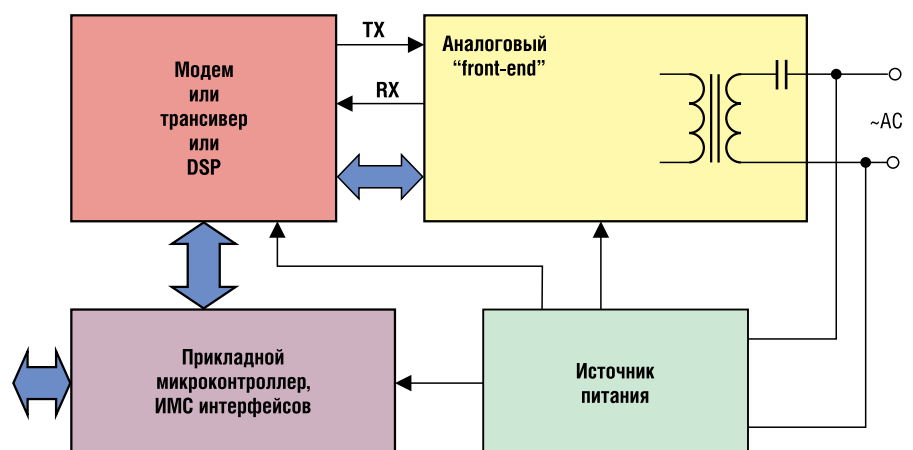 Модем
или
трансивер
или
DSP
TX
RX
Аналоговый
“front-end”
~AC
Прикладной
микроконтроллер,
ИМС интерфейсов
Источник
питания